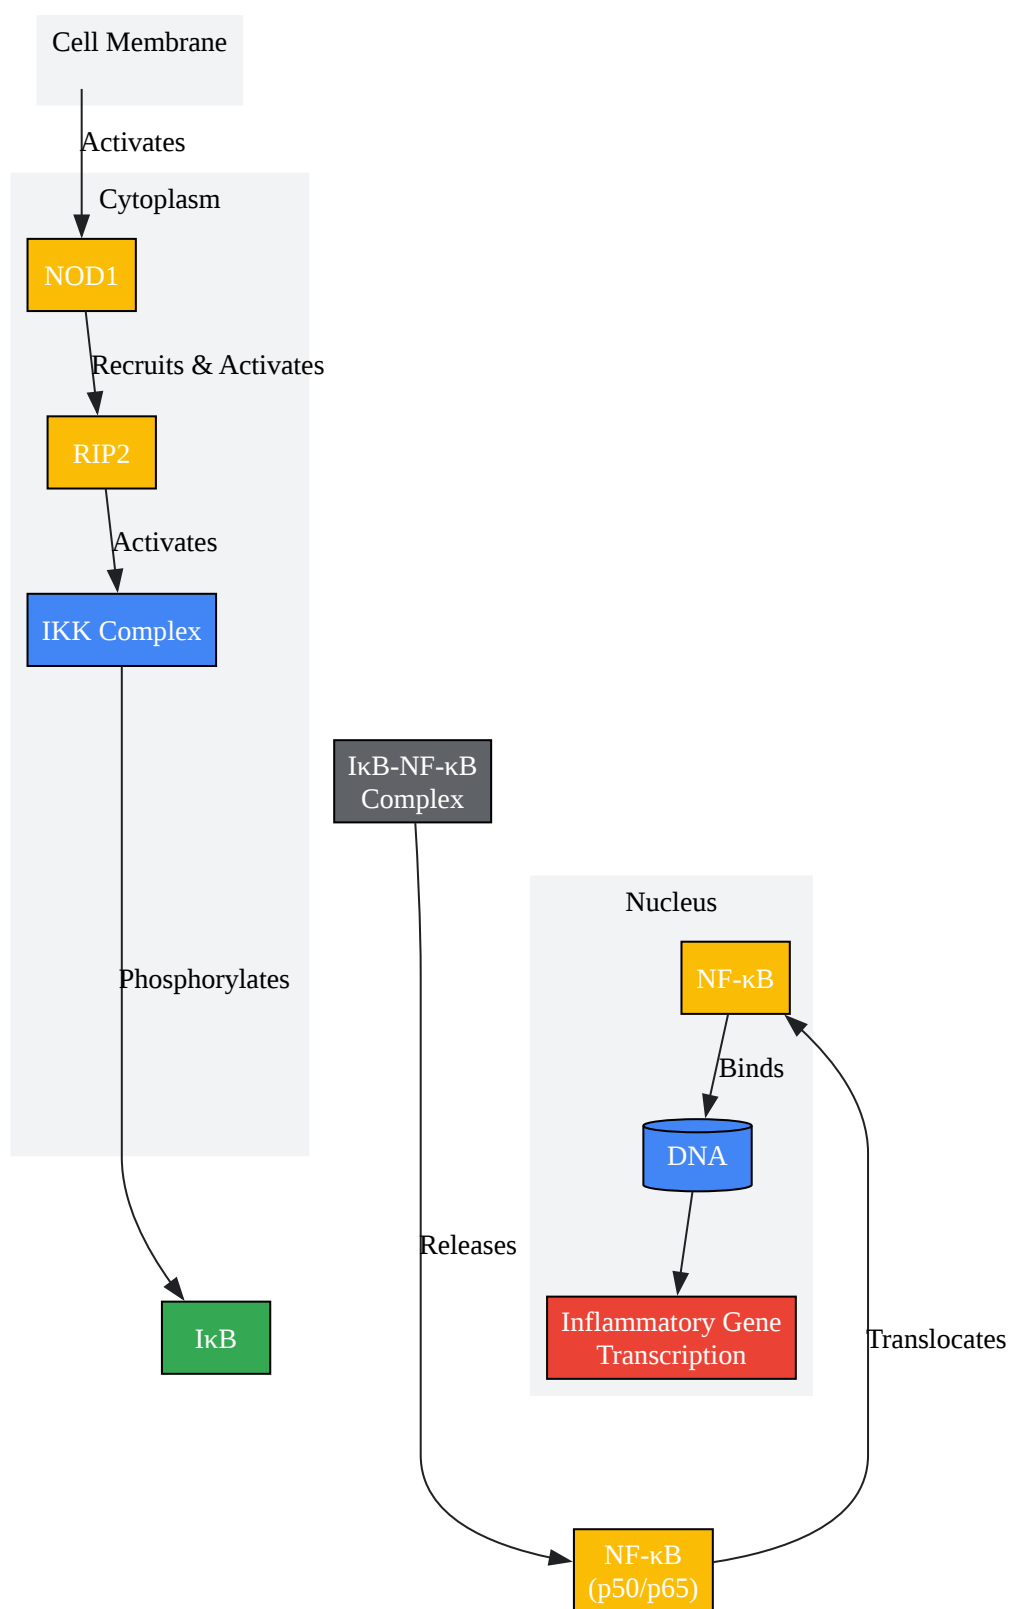 Cell Membrane
Activates
Cytoplasm
NOD1
Recruits & Activates
RIP2
Activates
IKK Complex
IκB-NF-κB
Complex
Nucleus
NF-κB
Phosphorylates
Binds
DNA
Releases
Inflammatory Gene
Transcription
IκB
Translocates
NF-κB
(p50/p65)